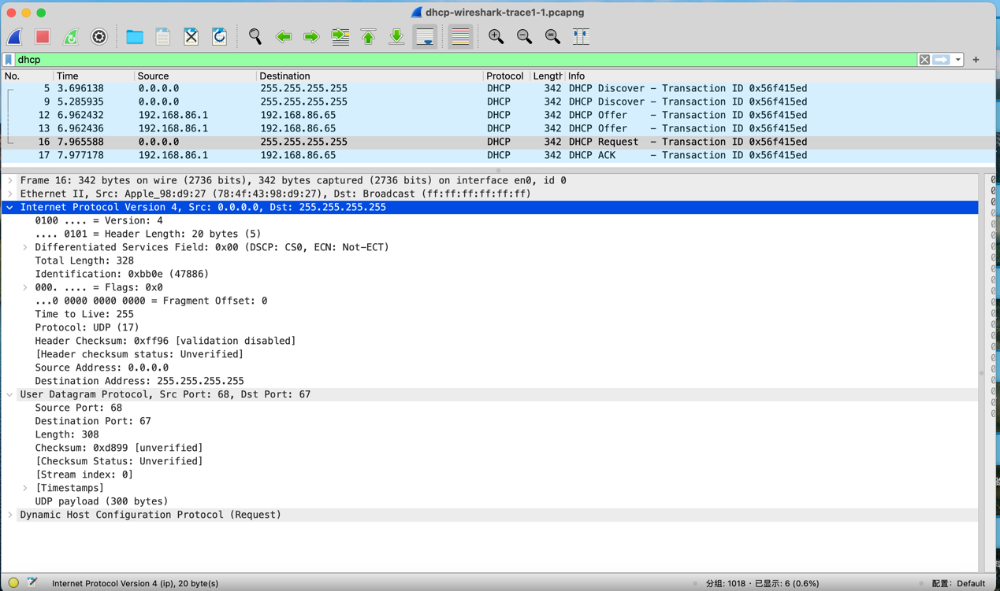 dhcp-wireshark-trace1-1.pcapng
dhcp
No. Time Source Destination Protocol Length Info
5 3.696138 0.0.0.0 255.255.255.255 DHCP 342 DHCP Discover – Transaction ID 0x56f415ed
9 5.285935 0.0.0.0 255.255.255.255 DHCP 342 DHCP Discover – Transaction ID 0x56f415ed
12 6.962432 192.168.86.1 192.168.86.65 DHCP 342 DHCP Offer – Transaction ID 0x56f415ed
13 6.962436 192.168.86.1 192.168.86.65 DHCP 342 DHCP Offer – Transaction ID 0x56f415ed
16 7.965588 0.0.0.0 255.255.255.255 DHCP 342 DHCP Request – Transaction ID 0x56f415ed
17 7.977178 192.168.86.1 192.168.86.65 DHCP 342 DHCP ACK – Transaction ID 0x56f415ed
Frame 16: 342 bytes on wire (2736 bits), 342 bytes captured (2736 bits) on interface en0, id 0
Ethernet II, Src: Apple_98:d9:27 (78:4f:43:98:d9:27), Dst: Broadcast (ff:ff:ff:ff:ff:ff)
Internet Protocol Version 4, Src: 0.0.0.0, Dst: 255.255.255.255
0100 .... = Version: 4
.... 0101 = Header Length: 20 bytes (5)
Differentiated Services Field: 0x00 (DSCP: CS0, ECN: Not-ECT)
Total Length: 328
Identification: 0xbb0e (47886)
000. .... = Flags: 0x0
...0 0000 0000 0000 = Fragment Offset: 0
Time to Live: 255
Protocol: UDP (17)
Header Checksum: 0xff96 [validation disabled]
[Header checksum status: Unverified]
Source Address: 0.0.0.0
Destination Address: 255.255.255.255
User Datagram Protocol, Src Port: 68, Dst Port: 67
Source Port: 68
Destination Port: 67
Length: 308
Checksum: 0xd899 [unverified]
[Checksum Status: Unverified]
[Stream index: 0]
[Timestamps]
UDP payload (300 bytes)
Dynamic Host Configuration Protocol (Request)
Internet Protocol Version 4 (ip), 20 byte(s)
分组: 1018 · 已显示: 6 (0.6%)
配置: Default